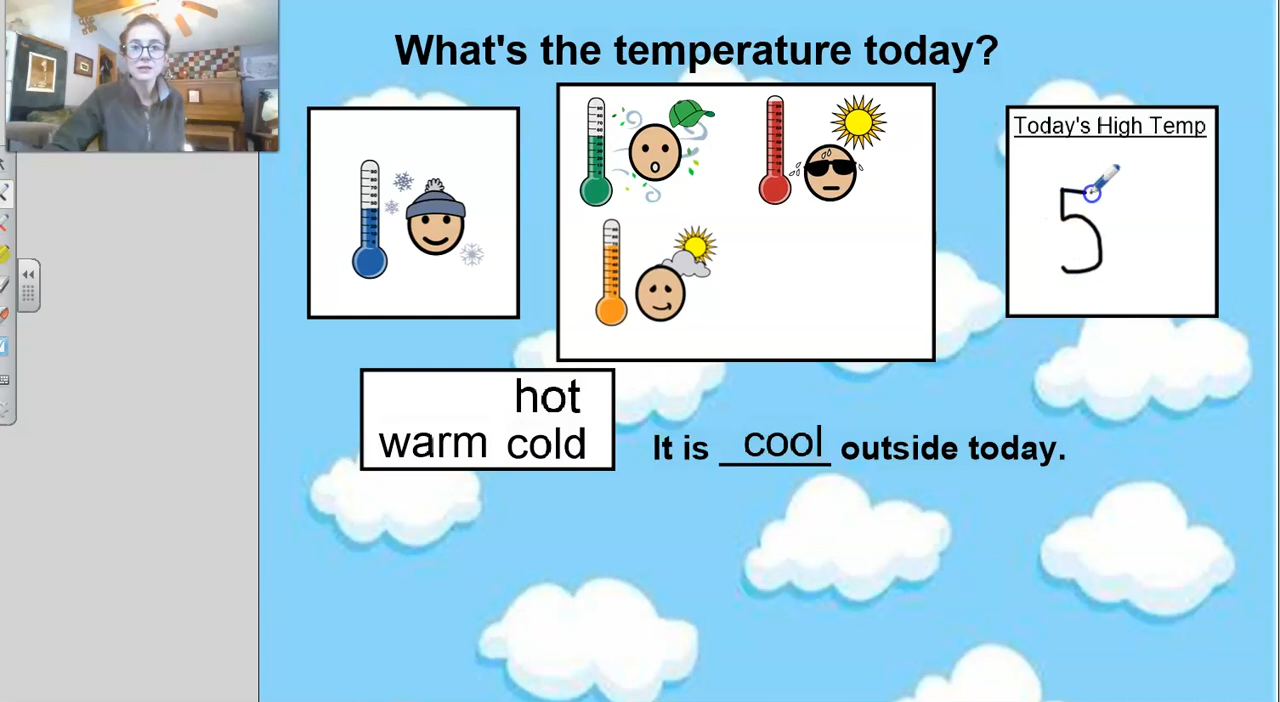 What's the temperature today?
Today's High Temp
5
hot
warm cold
It is cool outside today.